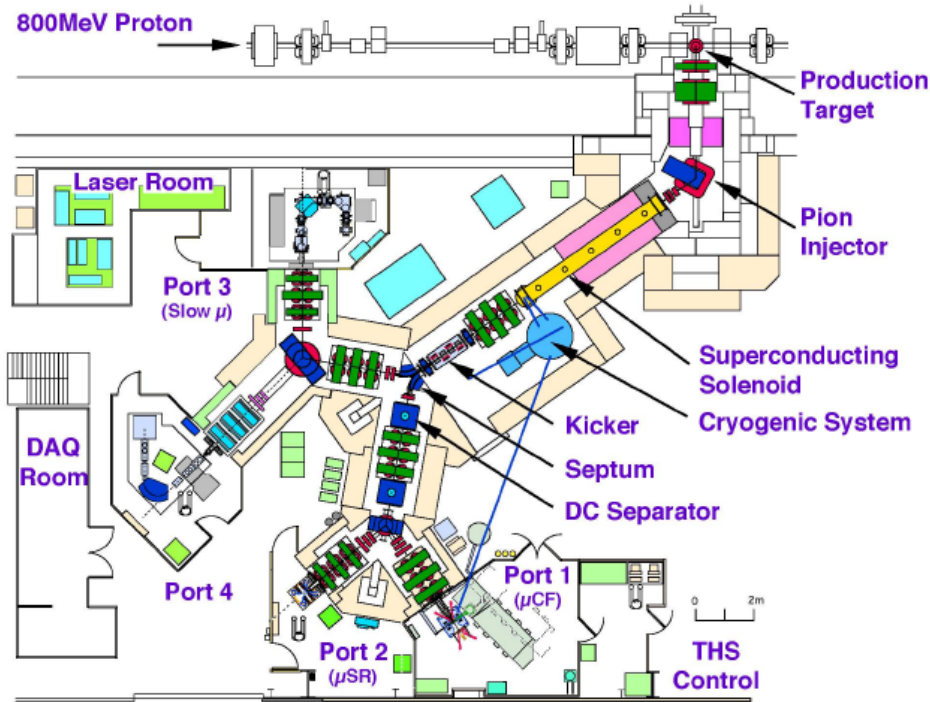 800MeV Proton
Production
Target
Laser Room
Pion
Injector
Port 3
(Slow μ)
Superconducting
Solenoid
Cryogenic System
Kicker
DAQ
Room
Septum
DC Separator
Port 4
Port 1
(μCF)
0 2m
Port 2
(μSR)
THS
Control